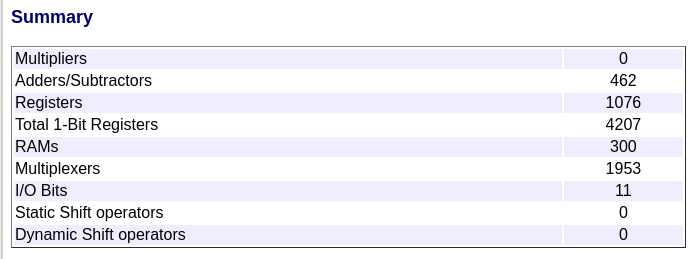 Summary
Multipliers 0
Adders/Subtractors 462
Registers 1076
Total 1-Bit Registers 4207
RAMs 300
Multiplexers 1953
I/O Bits 11
Static Shift operators 0
Dynamic Shift operators 0